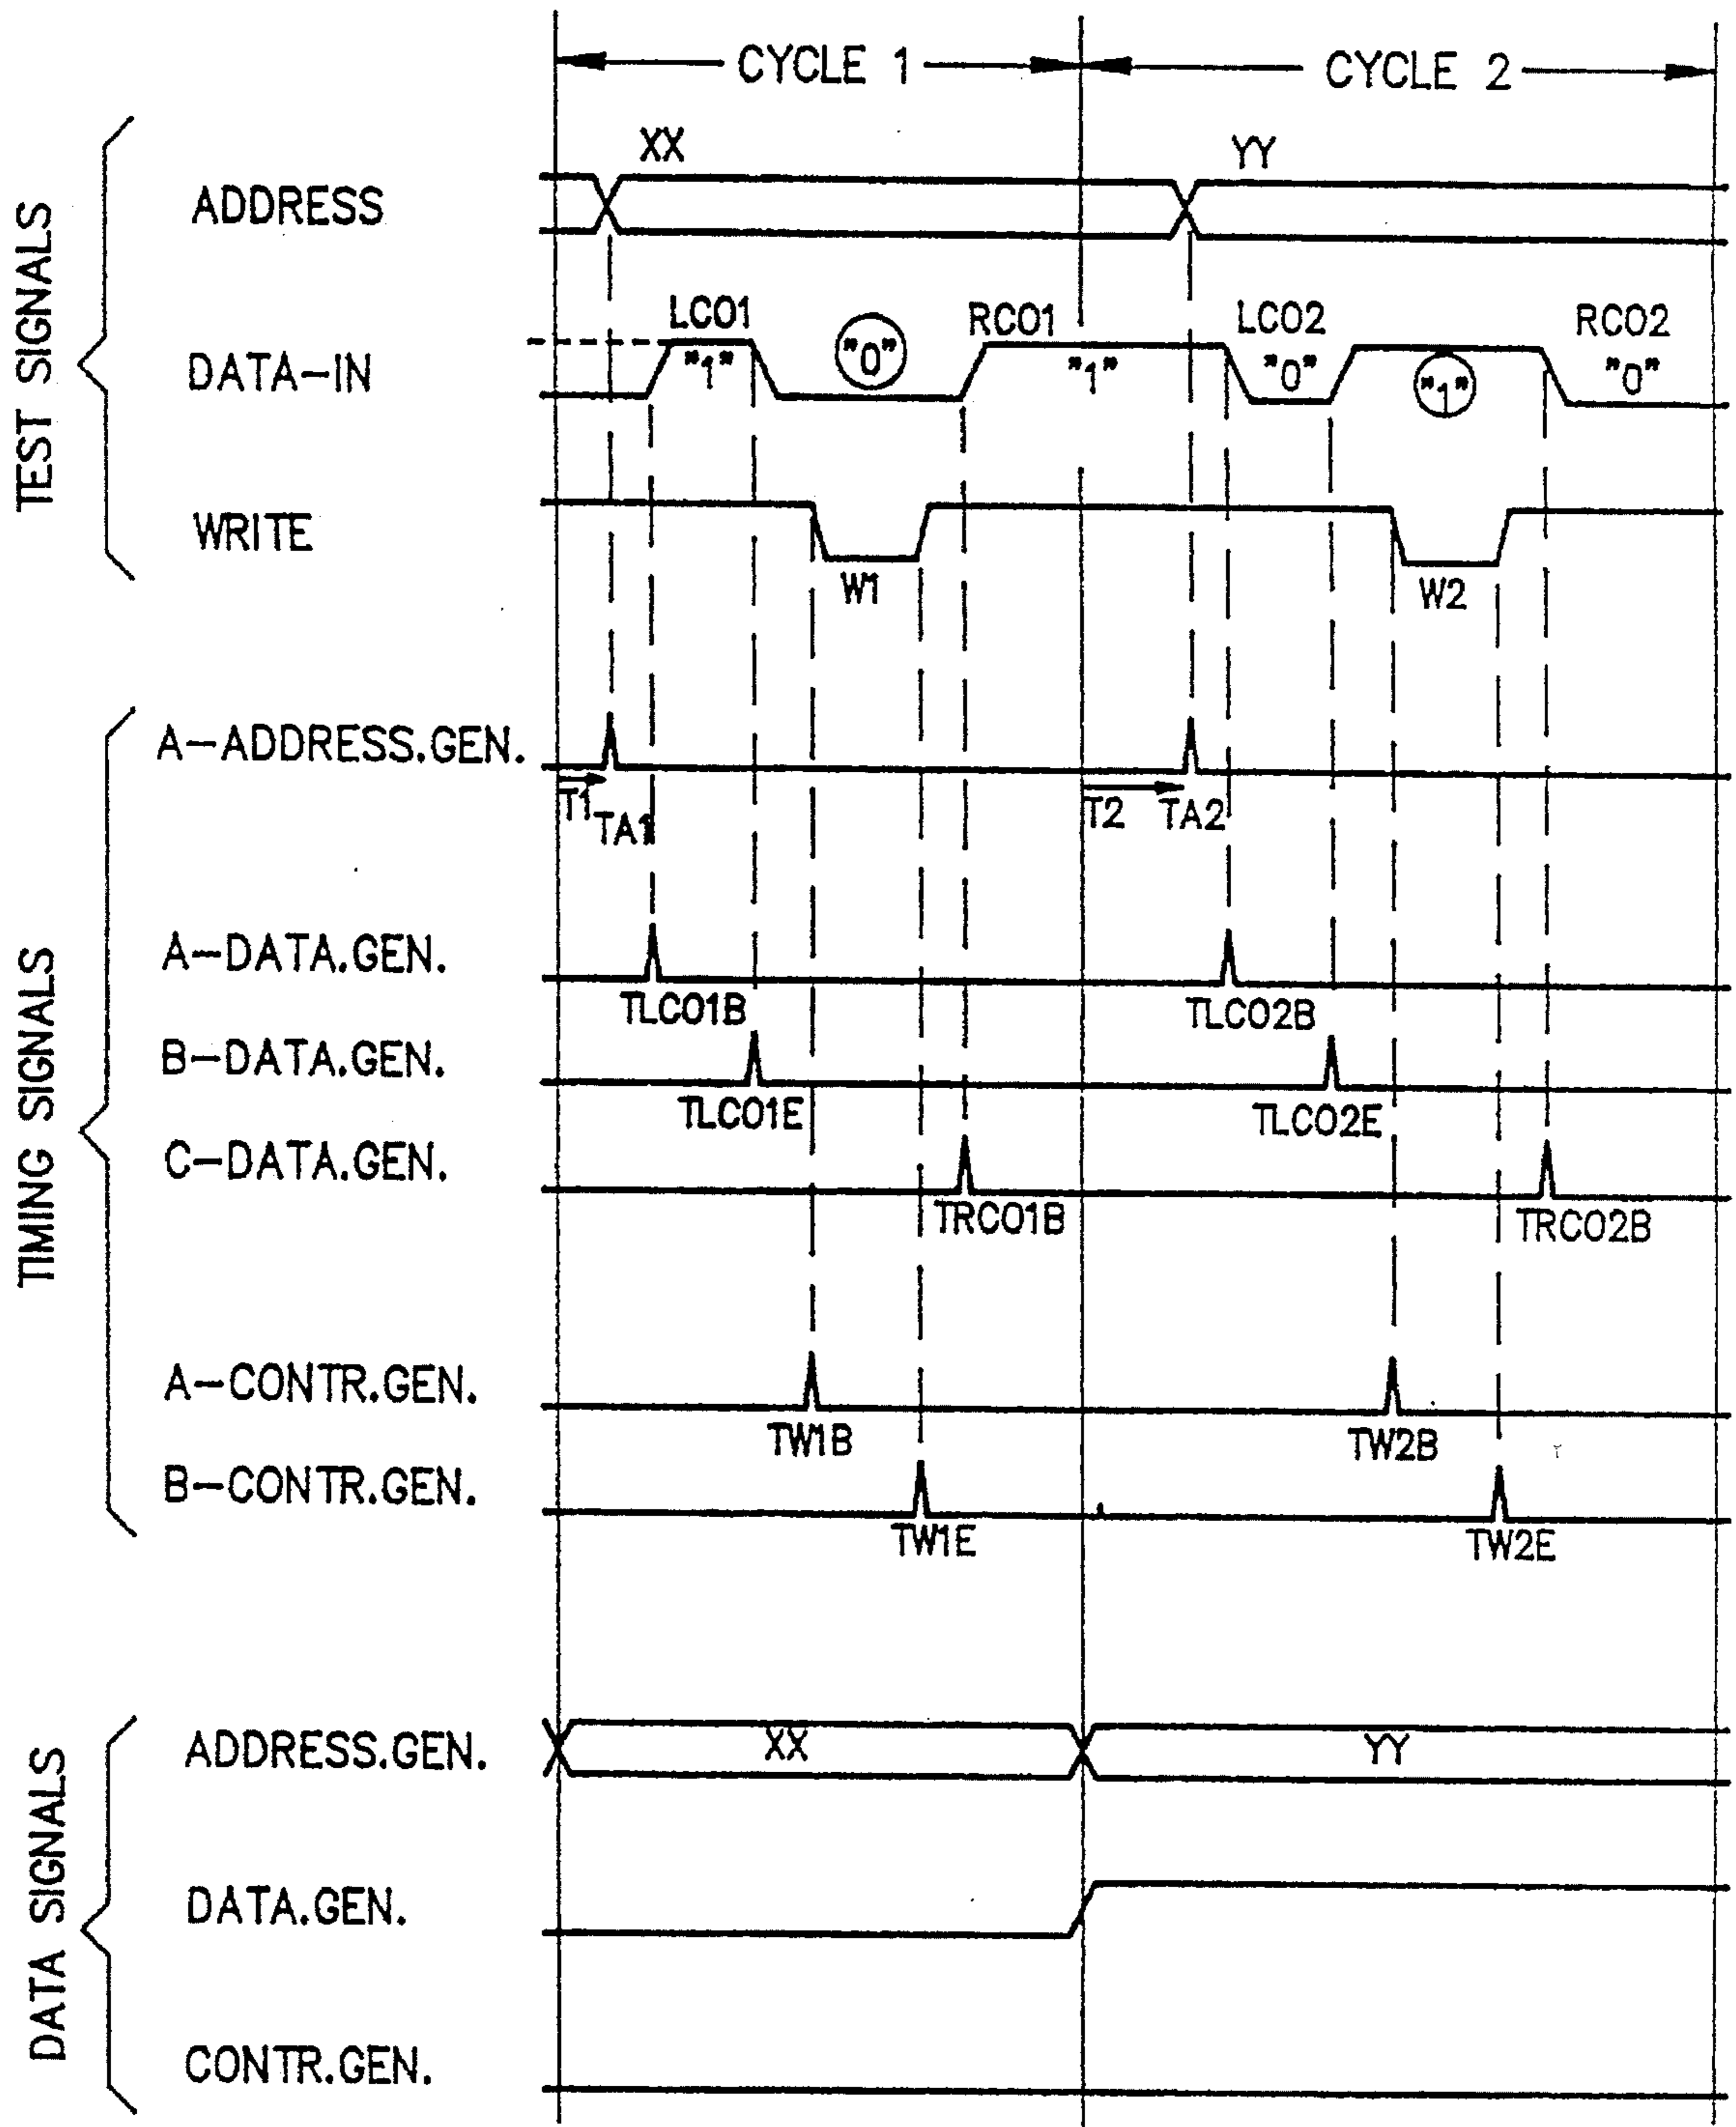 CYCLE 1 CYCLE 2
TEST SIGNALS
XX YY
ADDRESS
LC01 RC01 LC02 RC02
DATA-IN "1" "0" "1" "0" "1" "0"
WRITE
W1 W2
TIMING SIGNALS
A-ADDRESS.GEN.
T1 TA1 T2 TA2
A-DATA.GEN.
TLC01B TLC02B
B-DATA.GEN.
TLC01E TLC02E
C-DATA.GEN.
TRC01B TRC02B
A-CONTR.GEN.
TW1B TW2B
B-CONTR.GEN.
TW1E TW2E
DATA SIGNALS
ADDRESS.GEN. XX YY
DATA.GEN.
CONTR.GEN.